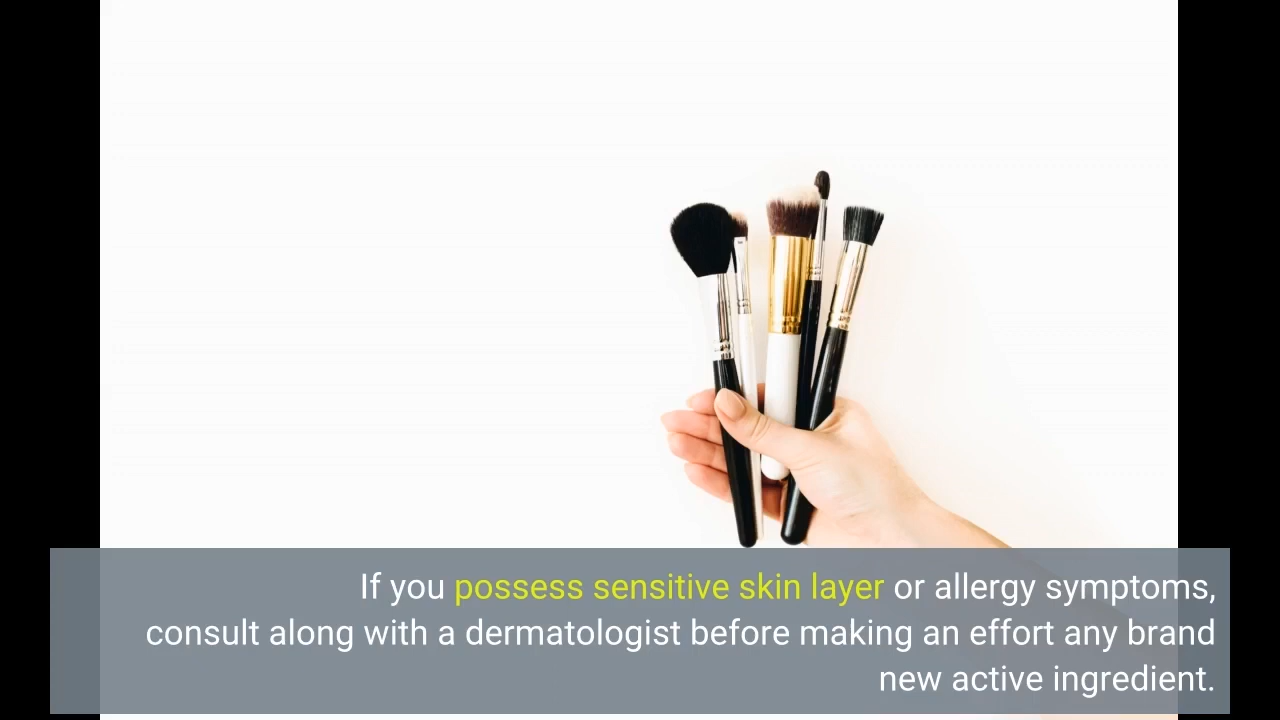 If you possess sensitive skin layer or allergy symptoms,
consult along with a dermatologist before making an effort any brand
new active ingredient.